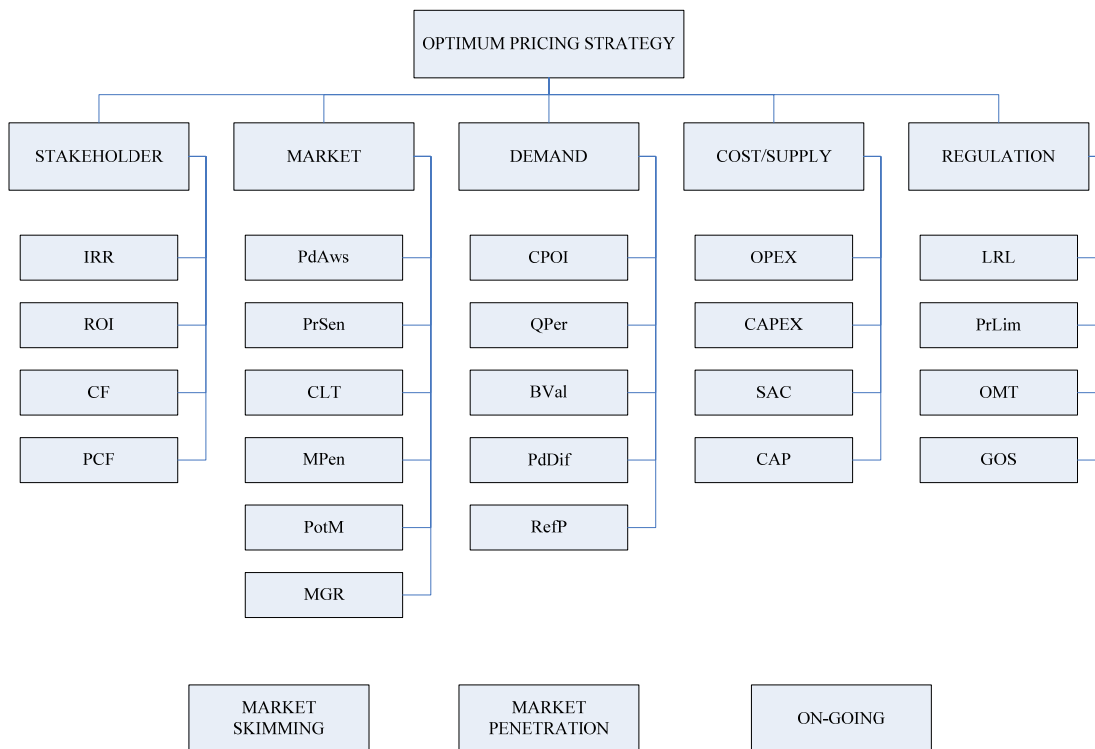 OPTIMUM PRICING STRATEGY
STAKEHOLDER
MARKET
DEMAND
COST/SUPPLY
REGULATION
IRR
PdAws
CPOI
OPEX
LRL
ROI
PrSen
QPer
CAPEX
PrLim
CF
CLT
BVal
SAC
OMT
PCF
MPen
PdDif
CAP
GOS
PotM
RefP
MGR
MARKET
SKIMMING
MARKET
PENETRATION
ON-GOING